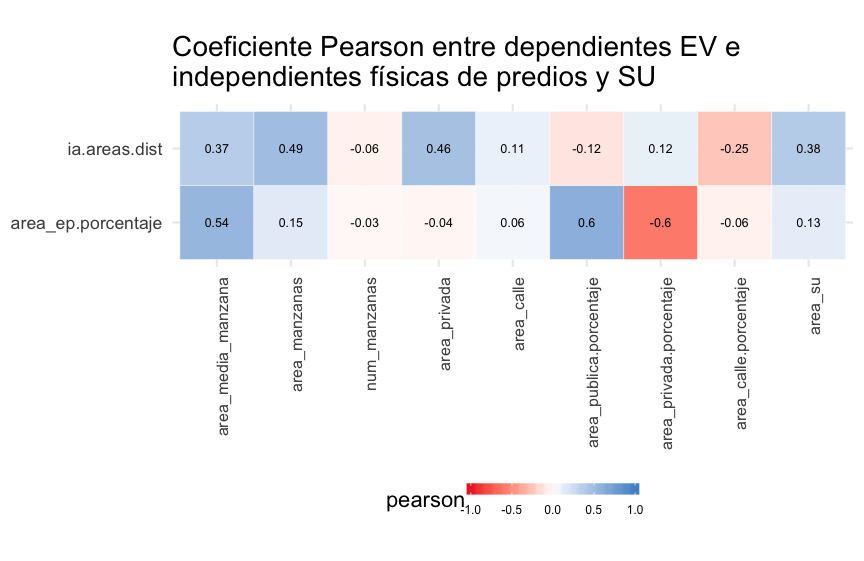 Coeficiente Pearson entre dependientes EV e
independientes físicas de predios y SU
ia.areas.dist 0.37 0.49 -0.06 0.46 0.11 -0.12 0.12 -0.25 0.38
area_ep.porcentaje 0.54 0.15 -0.03 -0.04 0.06 0.6 -0.6 -0.06 0.13
area_media_manzana
area_manzanas
num_manzanas
area_privada
area_calle
area_publica.porcentaje
area_privada.porcentaje
area_calle.porcentaje
area_su
pearson
-1.0 -0.5 0.0 0.5 1.0